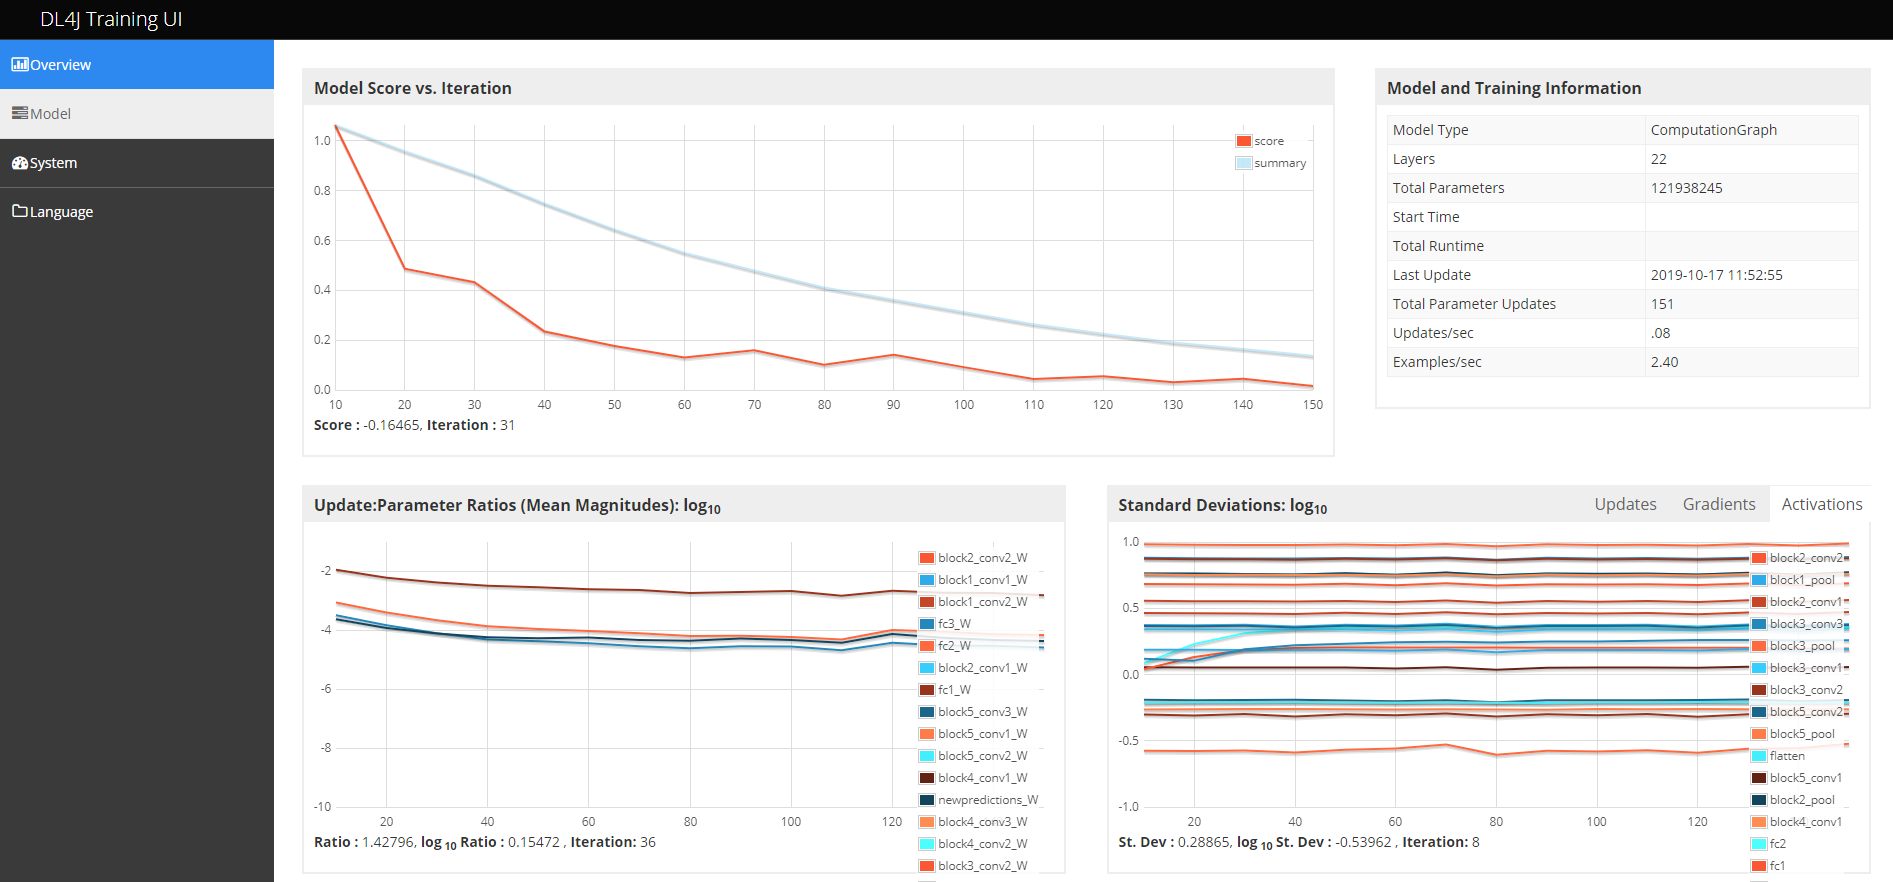 DL4J Training UI
Overview
Model
System
Language
Model Score vs. Iteration
1.0
0.8
0.6
0.4
0.2
0.0
10 20 30 40 50 60 70 80 90 100 110 120 130 140 150
score
summary
Score : -0.16465, Iteration : 31
Model and Training Information
Model Type ComputationGraph
Layers 22
Total Parameters 121938245
Start Time
Total Runtime
Last Update 2019-10-17 11:52:55
Total Parameter Updates 151
Updates/sec .08
Examples/sec 2.40
Update:Parameter Ratios (Mean Magnitudes): log10
-2
-4
-6
-8
-10
20 40 60 80 100 120
block2_conv2_W
block1_conv1_W
block1_conv2_W
fc3_W
fc2_W
block2_conv1_W
fc1_W
block5_conv3_W
block5_conv1_W
block5_conv2_W
block4_conv1_W
newpredictions_W
block4_conv3_W
block4_conv2_W
block3_conv2_W
Ratio : 1.42796, log 10 Ratio : 0.15472 , Iteration: 36
Standard Deviations: log10
Updates Gradients Activations
1.0
0.5
0.0
-0.5
-1.0
20 40 60 80 100 120
block2_conv2
block1_pool
block2_conv1
block3_conv3
block3_pool
block3_conv1
block3_conv2
block5_conv2
block5_pool
flatten
block5_conv1
block2_pool
block4_conv1
fc2
fc1
St. Dev : 0.28865, log 10 St. Dev : -0.53962 , Iteration: 8